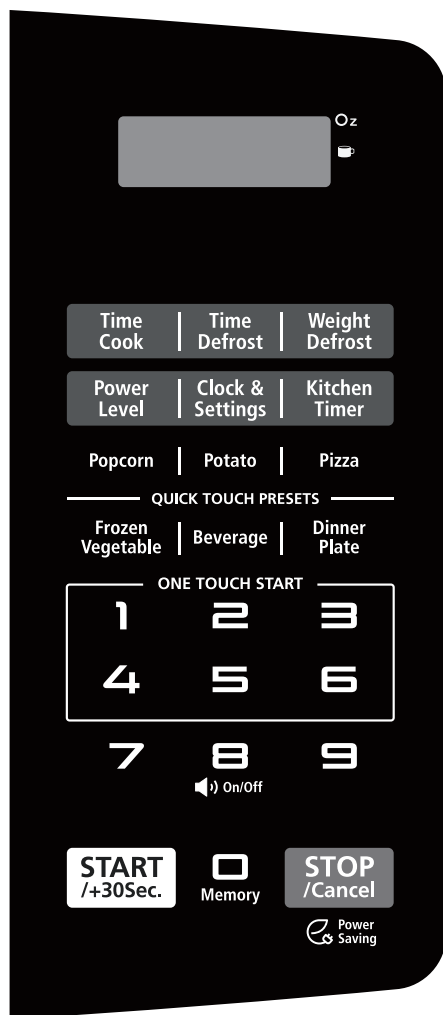 Oz
Time Cook
Time Defrost
Weight Defrost
Power Level
Clock & Settings
Kitchen Timer
Popcorn
Potato
Pizza
QUICK TOUCH PRESETS
Frozen Vegetable
Beverage
Dinner Plate
ONE TOUCH START
1 2 3
4 5 6
7 8 9
On/Off
START /+30Sec.
0
Memory
STOP /Cancel
Power Saving